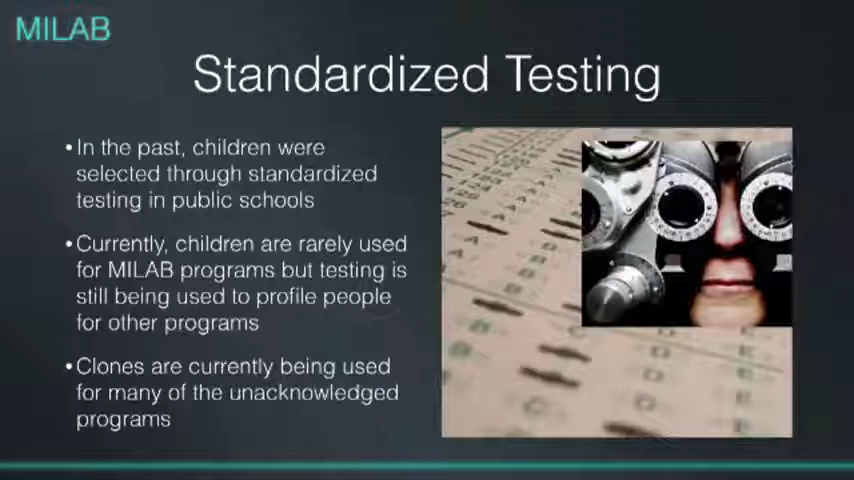 MILAB
Standardized Testing
•In the past, children were
selected through standardized
testing in public schools
•Currently, children are rarely used
for MILAB programs but testing is
still being used to profile people
for other programs
•Clones are currently being used
for many of the unacknowledged
programs